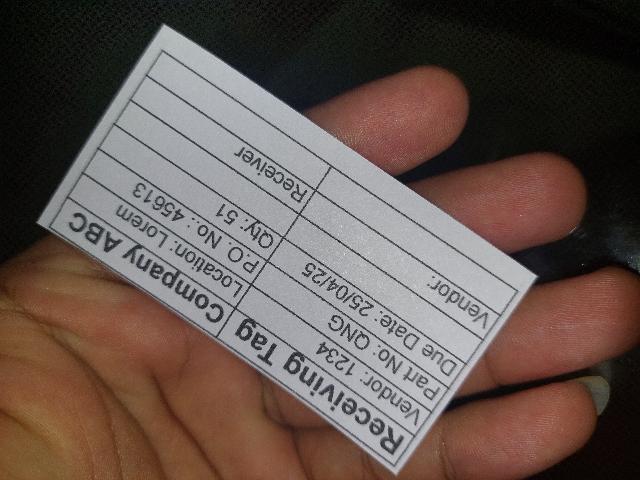 Receiving Tag Company ABC
Vendor: 1234 Location: Lorem
Part No: QNG P.O. No.: 45613
Due Date: 25/04/25 Qty: 51
Vendor: Receiver